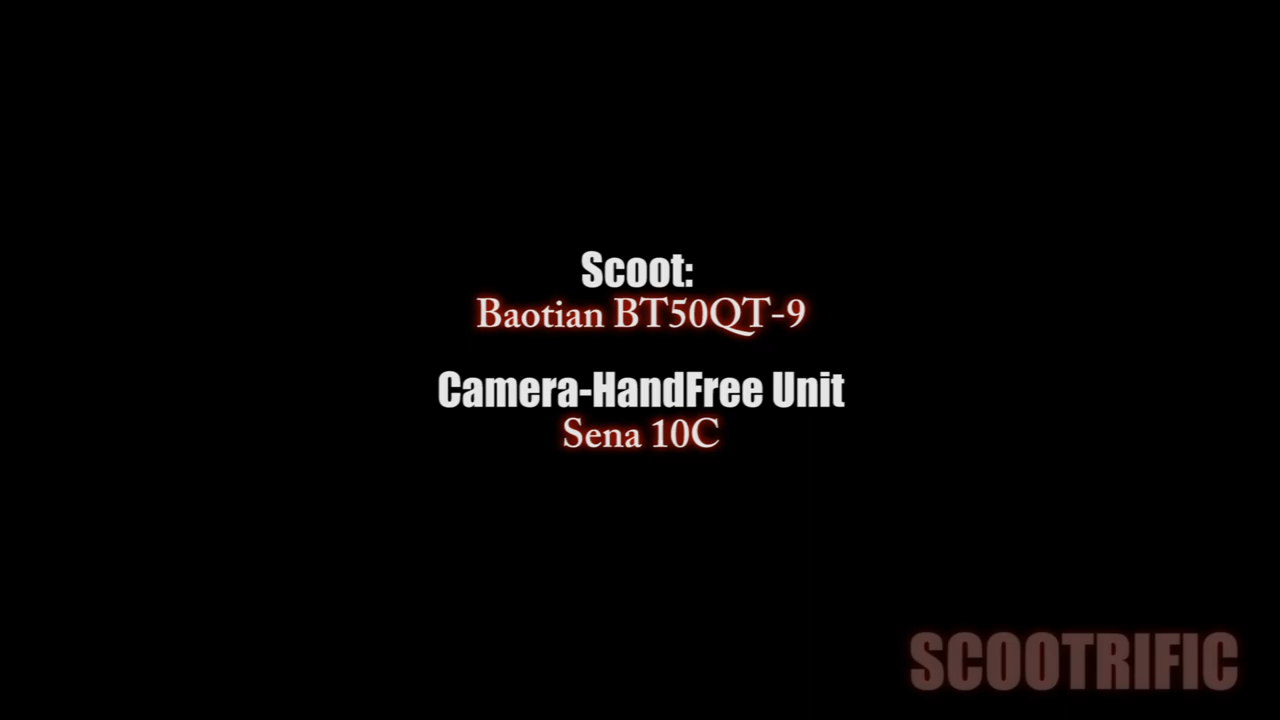 Scoot:
Baotian BT50QT-9
Camera-HandFree Unit
Sena 10C
SCOOTRIFIC